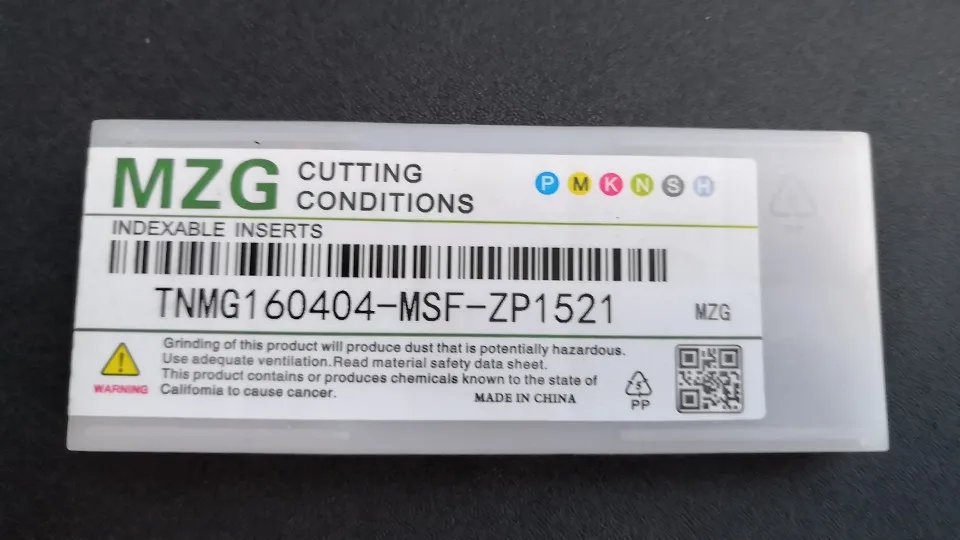 MZG CUTTING CONDITIONS
P M K N S H
INDEXABLE INSERTS
TNMG160404-MSF-ZP1521 MZG
Grinding of this product will produce dust that is potentially hazardous.
Use adequate ventilation.Read material safety data sheet.
This product contains or produces chemicals known to the state of
Califomia to cause cancer.
WARNING
MADE IN CHINA
5
PP